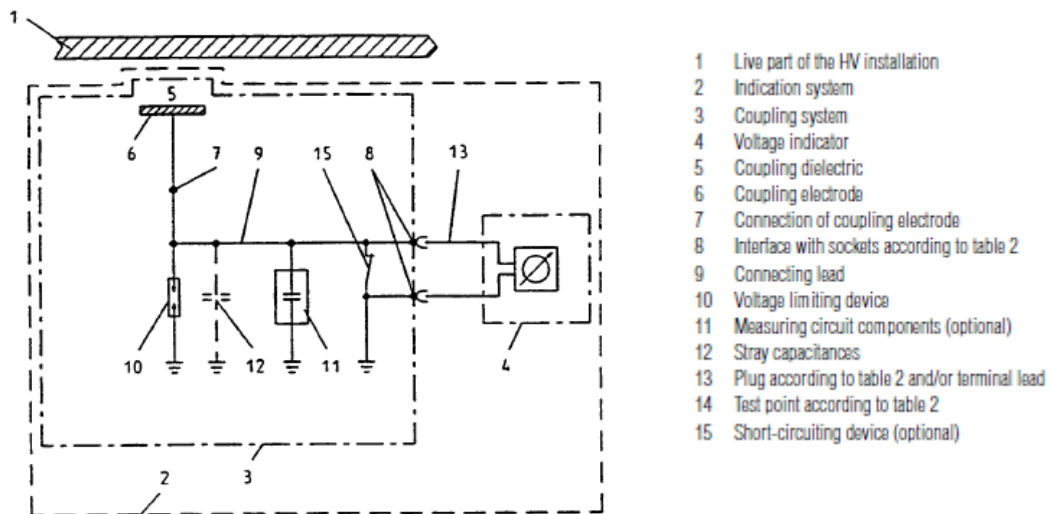 1
5
6
7
9
15
8
13
10
12
11
4
2
3
1 Live part of the HV installation
2 Indication system
3 Coupling system
4 Voltage indicator
5 Coupling dielectric
6 Coupling electrode
7 Connection of coupling electrode
8 Interface with sockets according to table 2
9 Connecting lead
10 Voltage limiting device
11 Measuring circuit components (optional)
12 Stray capacitances
13 Plug according to table 2 and/or terminal lead
14 Test point according to table 2
15 Short-circuiting device (optional)